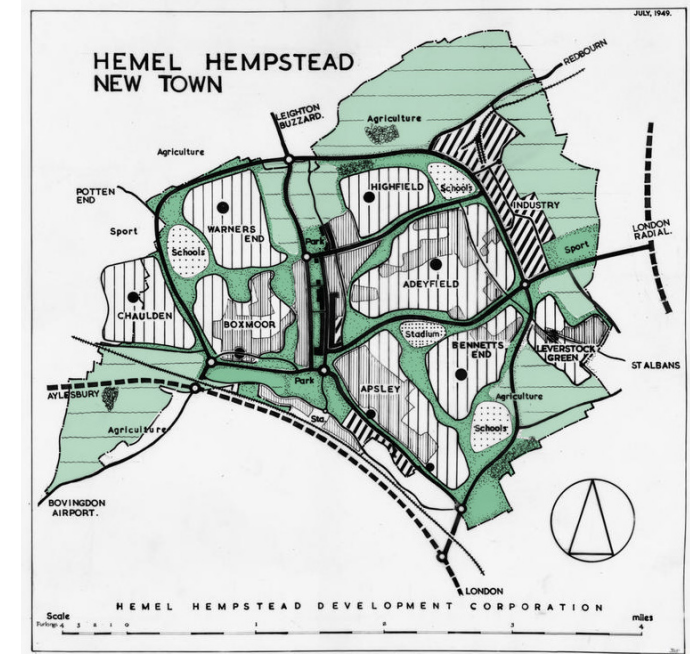 JULY, 1949.
HEMEL HEMPSTEAD
NEW TOWN
REDBOURN
LEIGHTON
BUZZARD.
Agriculture
Agriculture
POTTEN
END
HIGHFIELD
Schools
INDUSTRY
Sport
WARNERS
END
Park
LONDON
RADIAL.
Schools
Sport
ADEYFIELD
CHAULDEN
BOXMOOR
Stadium
BENNETTS
END
LEVERSTOCK
GREEN
ST ALBANS
Park
APSLEY
AYLESBURY
Agriculture
Sta.
Agriculture
Schools
BOVINGDON
AIRPORT.
LONDON
HEMEL HEMPSTEAD DEVELOPMENT CORPORATION
Scale
miles
Furlongs 4 0 1 3 4